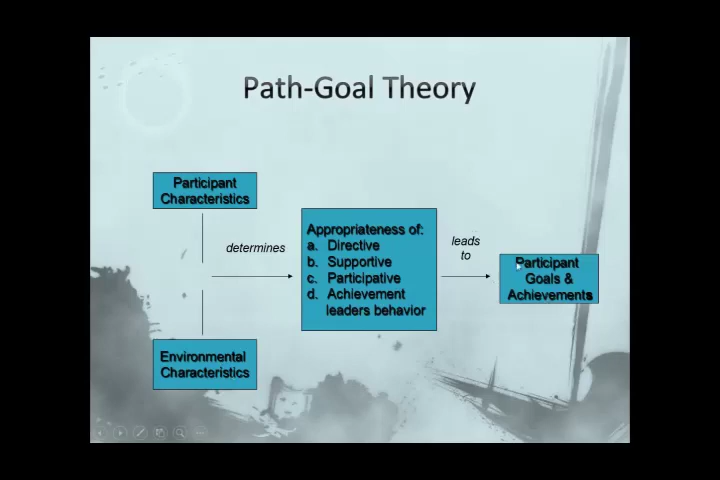 Path-Goal Theory
Participant
Characteristics
determines
Appropriateness of:
a. Directive
b. Supportive
c. Participative
d. Achievement
leaders behavior
leads
to
Participant
Goals &
Achievements
Environmental
Characteristics